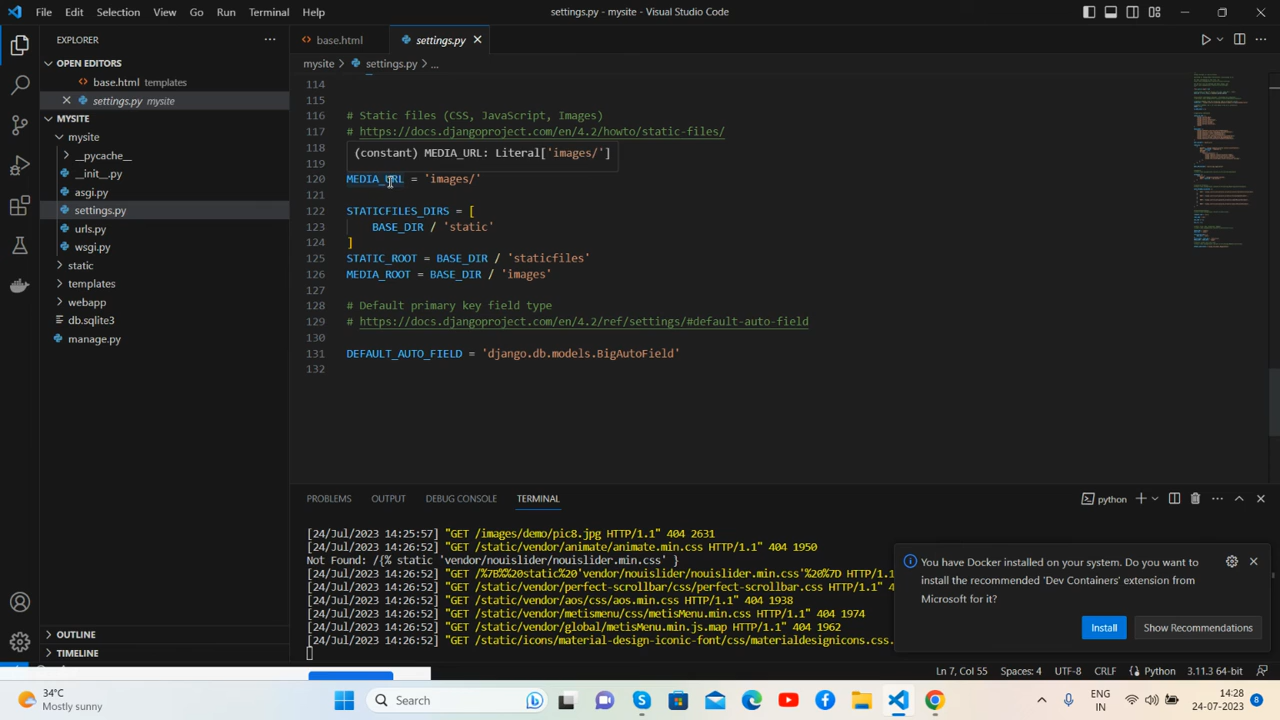 File Edit Selection View Go Run Terminal Help
settings.py - mysite - Visual Studio Code
EXPLORER
OPEN EDITORS
base.html templates
settings.py mysite
MYSITE
mysite
__pycache__
__init__.py
asgi.py
settings.py
urls.py
wsgi.py
static
templates
webapp
db.sqlite3
manage.py
OUTLINE
TIMELINE
base.html
settings.py
mysite > settings.py > ...
114
115
116 # Static files (CSS, JavaScript, Images)
117 # https://docs.djangoproject.com/en/4.2/howto/static-files/
118
(constant) MEDIA_URL: Literal['images/']
119
120 MEDIA_URL = 'images/'
121
122 STATICFILES_DIRS = [
123 BASE_DIR / 'static'
124 ]
125 STATIC_ROOT = BASE_DIR / 'staticfiles'
126 MEDIA_ROOT = BASE_DIR / 'images'
127
128 # Default primary key field type
129 # https://docs.djangoproject.com/en/4.2/ref/settings/#default-auto-field
130
131 DEFAULT_AUTO_FIELD = 'django.db.models.BigAutoField'
132
PROBLEMS OUTPUT DEBUG CONSOLE TERMINAL
python
[24/Jul/2023 14:25:57] "GET /images/demo/pic8.jpg HTTP/1.1" 404 2631
[24/Jul/2023 14:26:52] "GET /static/vendor/animate/animate.min.css HTTP/1.1" 404 1950
Not Found: /{% static 'vendor/nouislider/nouislider.min.css' }
[24/Jul/2023 14:26:52] "GET /%7B%%20static%20'vendor/nouislider/nouislider.min.css'%20%7D HTTP/1.
[24/Jul/2023 14:26:52] "GET /static/vendor/perfect-scrollbar/css/perfect-scrollbar.css HTTP/1.1"
[24/Jul/2023 14:26:52] "GET /static/vendor/aos/css/aos.min.css HTTP/1.1" 404 1938
[24/Jul/2023 14:26:52] "GET /static/vendor/metismenu/css/metisMenu.min.css HTTP/1.1" 404 1974
[24/Jul/2023 14:26:52] "GET /static/vendor/global/metisMenu.min.js.map HTTP/1.1" 404 1962
[24/Jul/2023 14:26:52] "GET /static/icons/material-design-iconic-font/css/materialdesignicons.css.
You have Docker installed on your system. Do you want to
install the recommended 'Dev Containers' extension from
Microsoft for it?
Install Show Recommendations
Ln 7, Col 55 Spaces: 4 UTF-8 CRLF Python 3.11.3 64-bit
34°C
Mostly sunny
Search
ENG
IN
14:28
24-07-2023
8